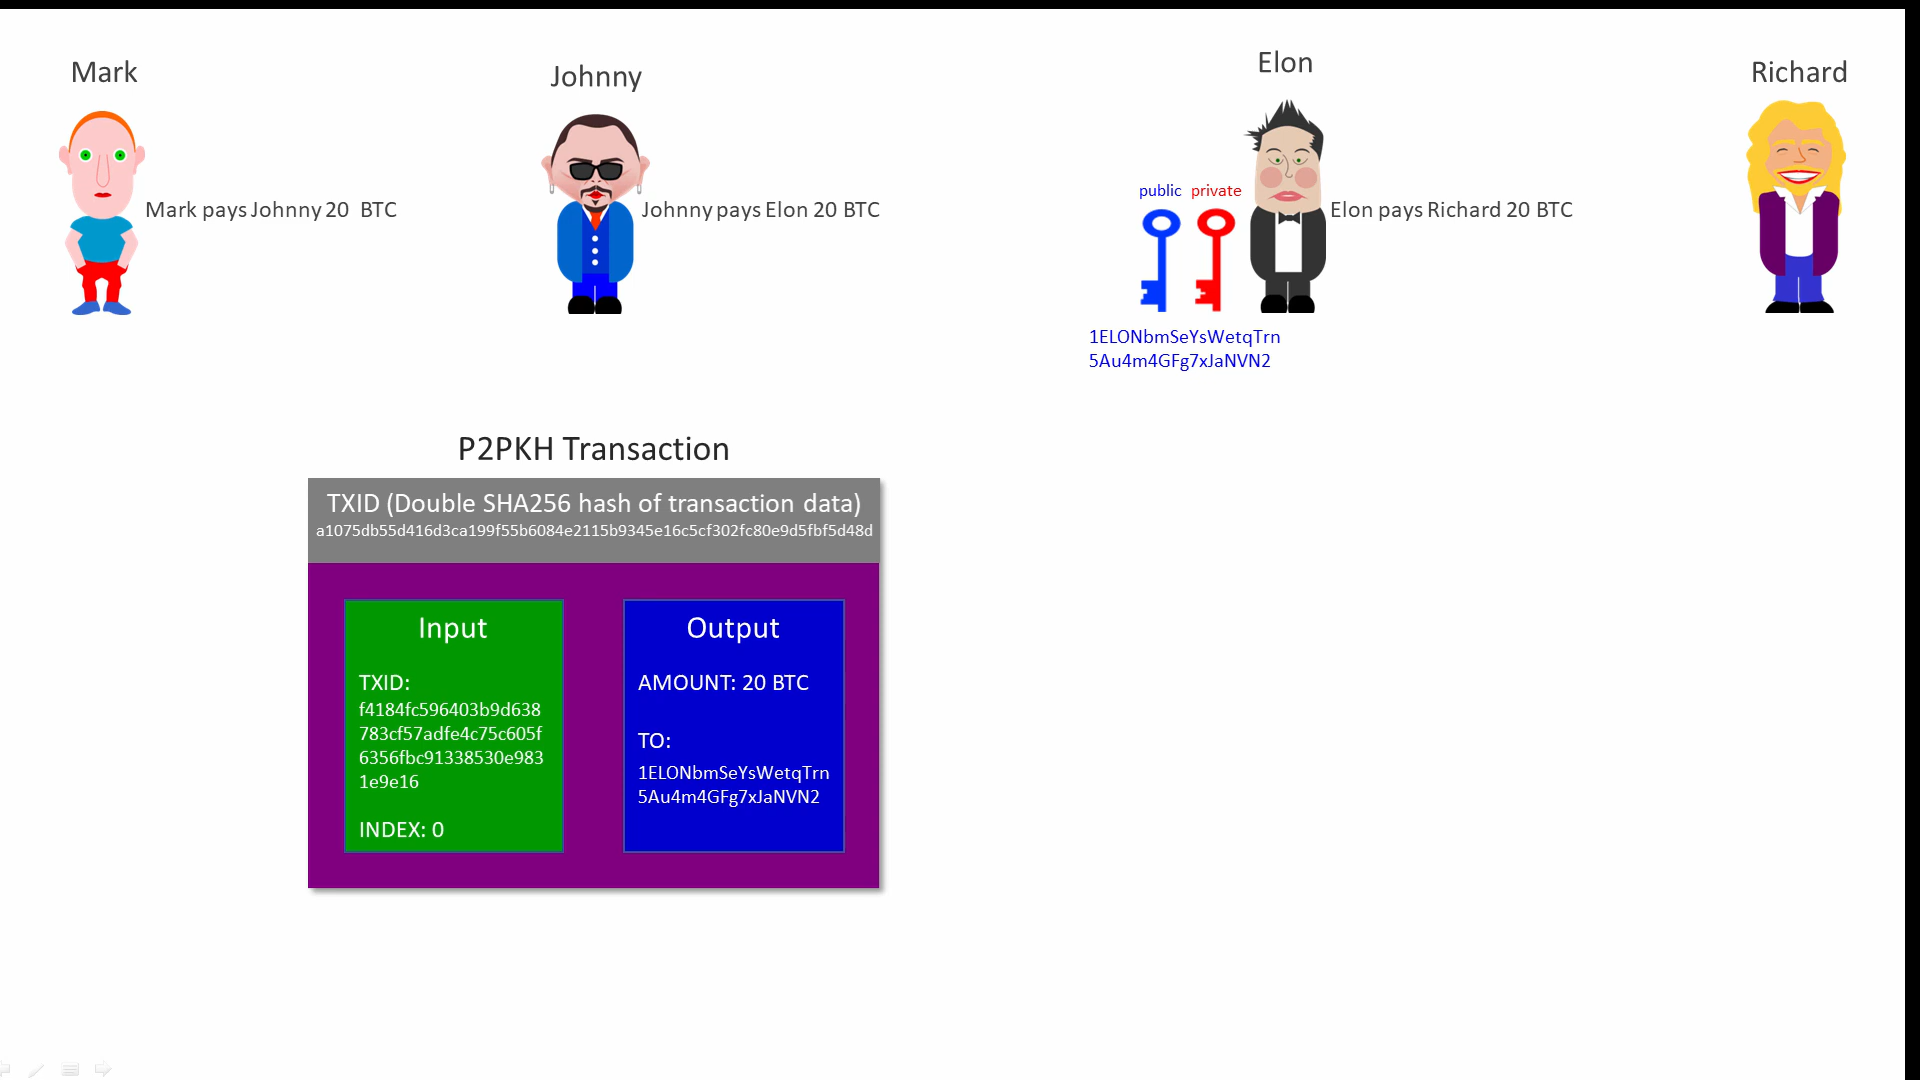 Mark
Johnny
Elon
Richard
public private
Mark pays Johnny 20 BTC
Johnny pays Elon 20 BTC
Elon pays Richard 20 BTC
1ELONbmSeYsWetqTrn
5Au4m4GFg7xJaNVN2
P2PKH Transaction
TXID (Double SHA256 hash of transaction data)
a1075db55d416d3ca199f55b6084e2115b9345e16c5cf302fc80e9d5fbf5d48d
Input
TXID:
f4184fc596403b9d638
783cf57adfe4c75c605f
6356fbc91338530e983
1e9e16
INDEX: 0
Output
AMOUNT: 20 BTC
TO:
1ELONbmSeYsWetqTrn
5Au4m4GFg7xJaNVN2